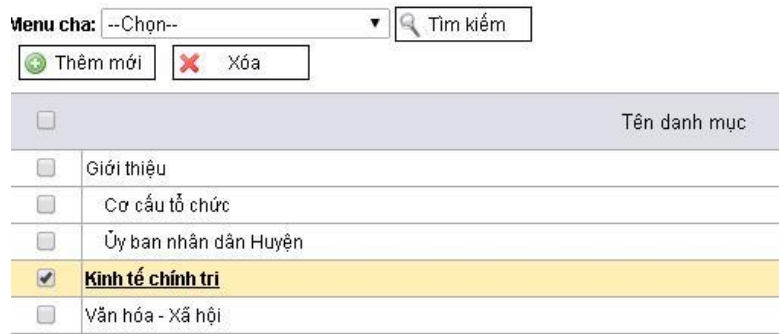 Menu cha: --Chọn-- Tìm kiếm
Thêm mới Xóa
Tên danh mục
Giới thiệu
Cơ cấu tổ chức
Ủy ban nhân dân Huyện
Kinh tế chính tri
Văn hóa - Xã hội